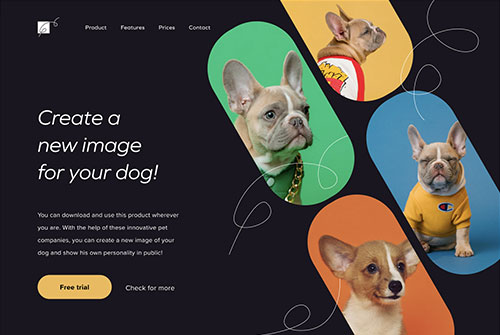 Product Features Prices Contact
Create a
new image
for your dog!
You can download and use this product wherever
you are. With the help of these innovative pet
companies, you can create a new image of your
dog and show his own personality in public!
Free trial Check for more